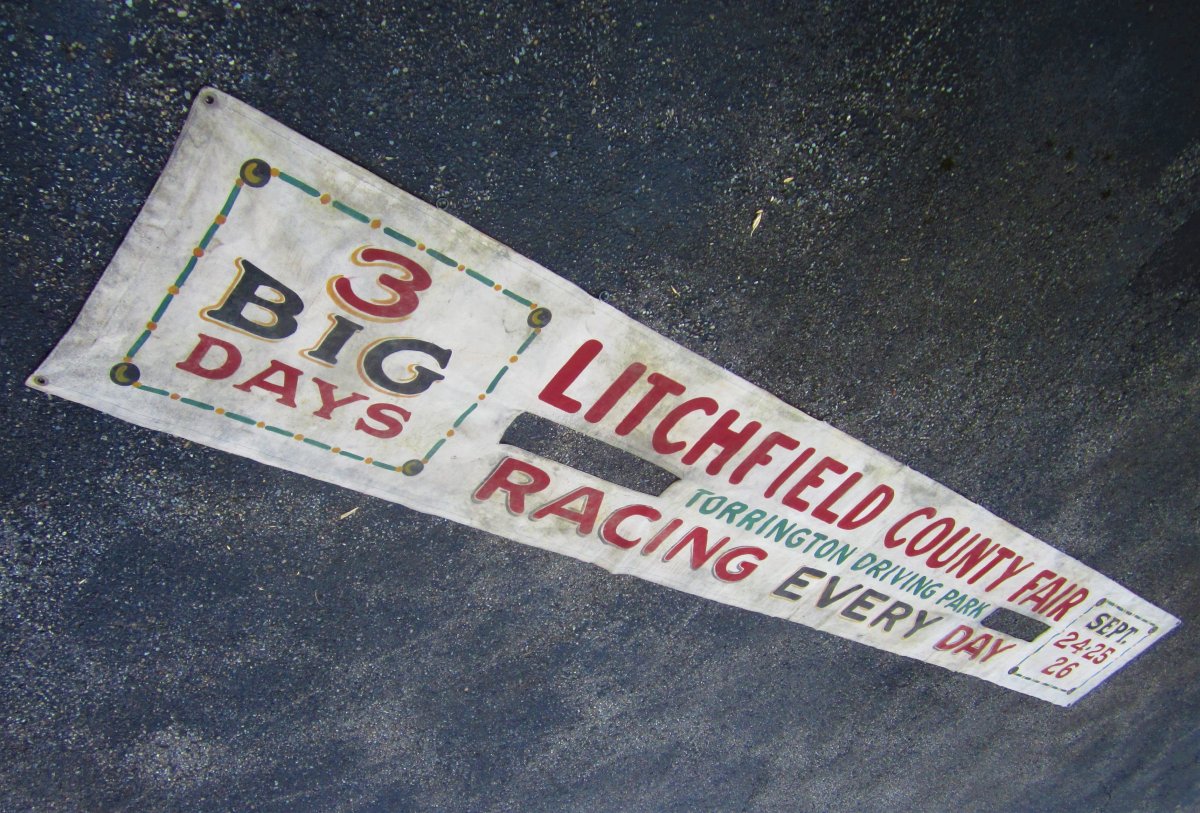 3
BIG
DAYS
LITCHFIELD COUNTY FAIR
TORRINGTON DRIVING PARK
RACING EVERY DAY
SEPT.
24·25
26